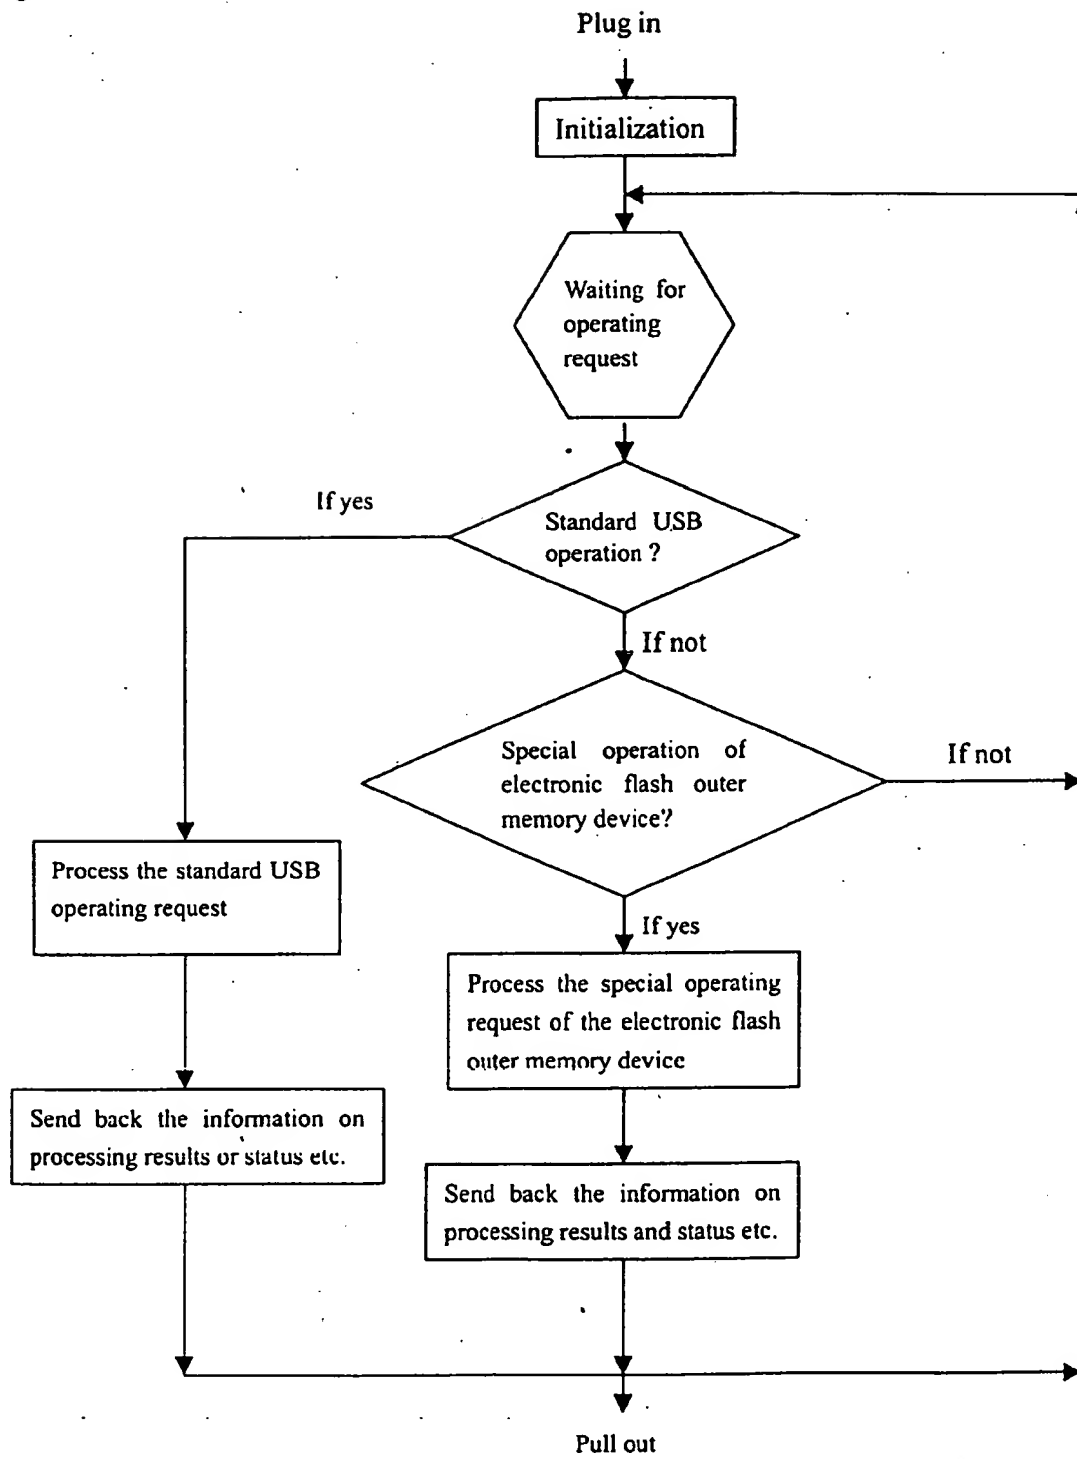 Plug in
Initialization
Waiting for
operating
request
If yes
Standard USB
operation ?
If not
Special operation of
electronic flash outer
memory device?
If not
Process the standard USB
operating request
If yes
Process the special operating
request of the electronic flash
outer memory device
Send back the information on
processing results or status etc.
Send back the information on
processing results and status etc.
Pull out